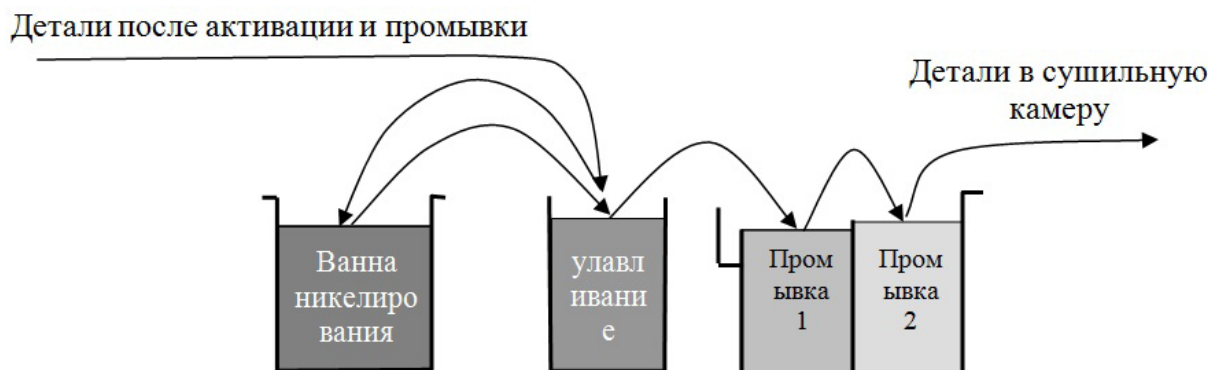 Детали после активации и промывки
Детали в сушильную
камеру
Ванна
никелиро
вания
улавл
ивани
е
Пром
ывка
1
Пром
ывка
2